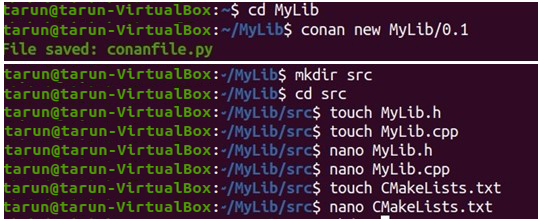 tarun@tarun-VirtualBox:~$ cd MyLib
tarun@tarun-VirtualBox:~/MyLib$ conan new MyLib/0.1
File saved: conanfile.py
tarun@tarun-VirtualBox:~/MyLib$ mkdir src
tarun@tarun-VirtualBox:~/MyLib$ cd src
tarun@tarun-VirtualBox:~/MyLib/src$ touch MyLib.h
tarun@tarun-VirtualBox:~/MyLib/src$ touch MyLib.cpp
tarun@tarun-VirtualBox:~/MyLib/src$ nano MyLib.h
tarun@tarun-VirtualBox:~/MyLib/src$ nano MyLib.cpp
tarun@tarun-VirtualBox:~/MyLib/src$ touch CMakeLists.txt
tarun@tarun-VirtualBox:~/MyLib/src$ nano CMakeLists.txt